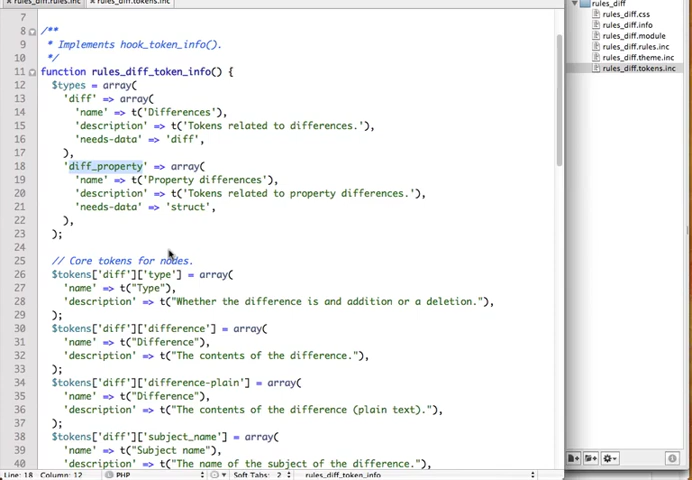 rules_diff.rules.inc
rules_diff.tokens.inc
7
8 /**
9 * Implements hook_token_info().
10 */
11 function rules_diff_token_info() {
12 $types = array(
13 'diff' => array(
14 'name' => t('Differences'),
15 'description' => t('Tokens related to differences.'),
16 'needs-data' => 'diff',
17 ),
18 'diff_property' => array(
19 'name' => t('Property differences'),
20 'description' => t('Tokens related to property differences.'),
21 'needs-data' => 'struct',
22 ),
23 );
24
25 // Core tokens for nodes.
26 $tokens['diff']['type'] = array(
27 'name' => t("Type"),
28 'description' => t("Whether the difference is and addition or a deletion."),
29 );
30 $tokens['diff']['difference'] = array(
31 'name' => t("Difference"),
32 'description' => t("The contents of the difference."),
33 );
34 $tokens['diff']['difference-plain'] = array(
35 'name' => t("Difference"),
36 'description' => t("The contents of the difference (plain text)."),
37 );
38 $tokens['diff']['subject_name'] = array(
39 'name' => t("Subject name"),
40 'description' => t("The name of the subject of the difference."),
Line: 18 Column: 12 PHP Soft Tabs: 2 rules_diff_token_info
rules_diff
rules_diff.css
rules_diff.info
rules_diff.module
rules_diff.rules.inc
rules_diff.theme.inc
rules_diff.tokens.inc